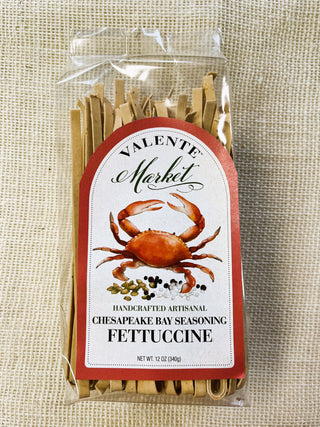 VALENTE
Market
HANDCRAFTED ARTISANAL
CHESAPEAKE BAY SEASONING
FETTUCCINE
NET WT. 12 OZ (340g)